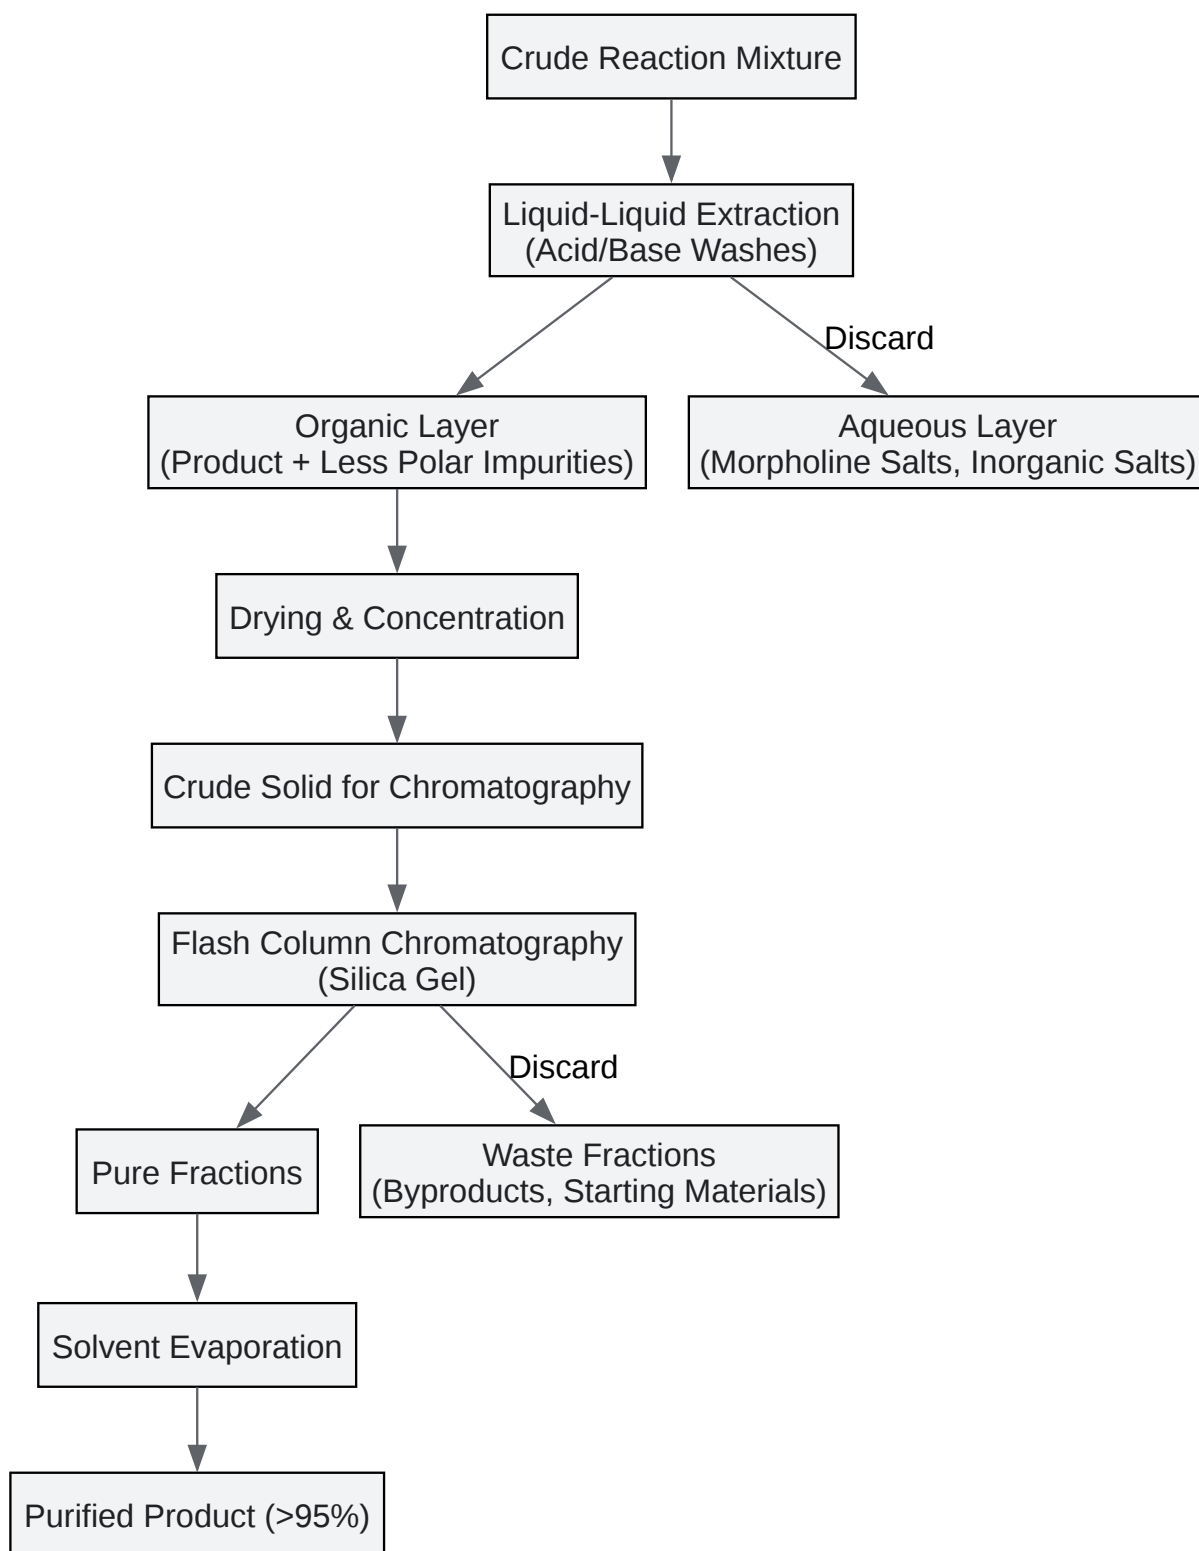 Crude Reaction Mixture
Liquid-Liquid Extraction
(Acid/Base Washes)
Discard
Organic Layer
(Product + Less Polar Impurities)
Aqueous Layer
(Morpholine Salts, Inorganic Salts)
Drying & Concentration
Crude Solid for Chromatography
Flash Column Chromatography
(Silica Gel)
Discard
Pure Fractions
Waste Fractions
(Byproducts, Starting Materials)
Solvent Evaporation
Purified Product (>95%)